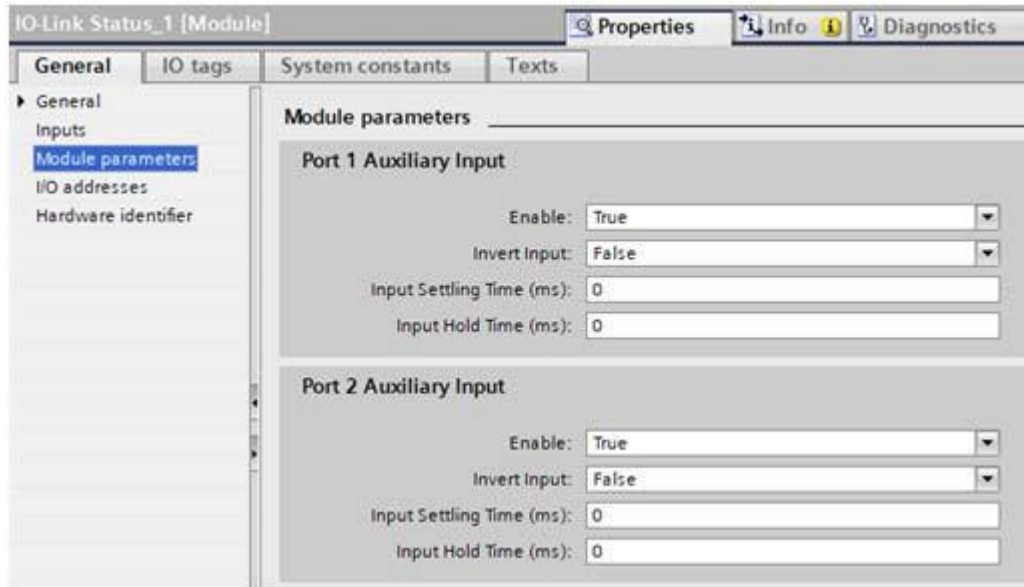 IO-Link Status_1 [Module]
Properties
Info
Diagnostics
General
IO tags
System constants
Texts
General
Inputs
Module parameters
I/O addresses
Hardware identifier
Module parameters
Port 1 Auxiliary Input
Enable: True
Invert Input: False
Input Settling Time (ms): 0
Input Hold Time (ms): 0
Port 2 Auxiliary Input
Enable: True
Invert Input: False
Input Settling Time (ms): 0
Input Hold Time (ms): 0